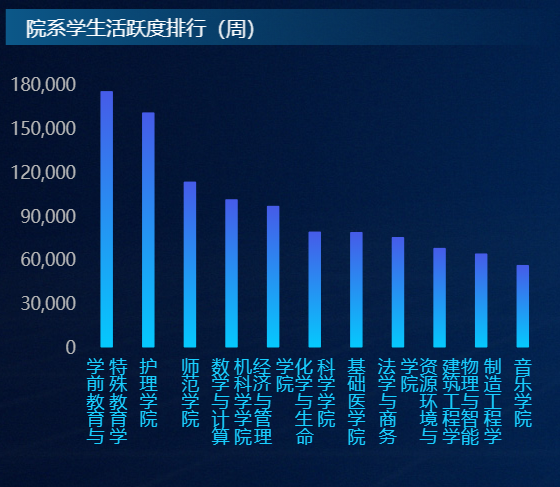 院系学生活跃度排行（周）
180,000
150,000
120,000
90,000
60,000
30,000
0
学前教育与
特殊教育学
护理学院
师范学院
数学与计算
机科学学院
经济与管理
学院
化学与生命
科学学院
基础医学院
法学与商务
学院
资源环境与
建筑工程学
物理与智能
制造工程学
音乐学院